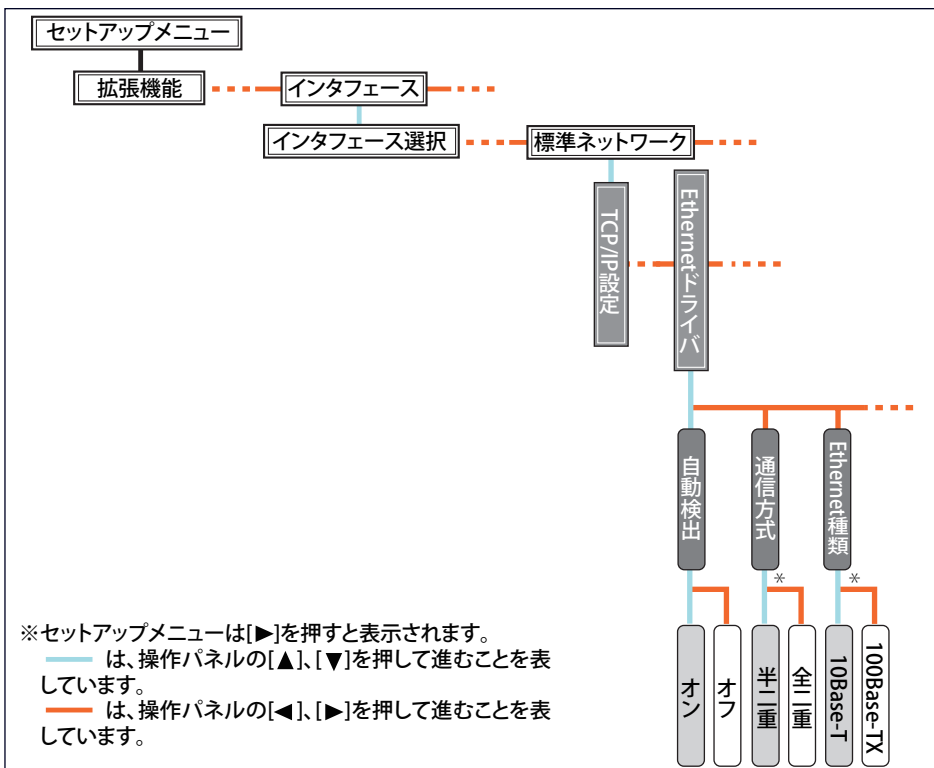 セットアップメニュー
拡張機能
インタフェース
インタフェース選択
標準ネットワーク
TCP/IP設定
Ethernetドライバ
自動検出
通信方式
Ethernet種類
*
*
オン
オフ
半二重
全二重
10Base-T
100Base-TX
※セットアップメニューは[▶]を押すと表示されます。
は、操作パネルの[▲]、[▼]を押して進むことを表
しています。
は、操作パネルの[◀]、[▶]を押して進むことを表
しています。